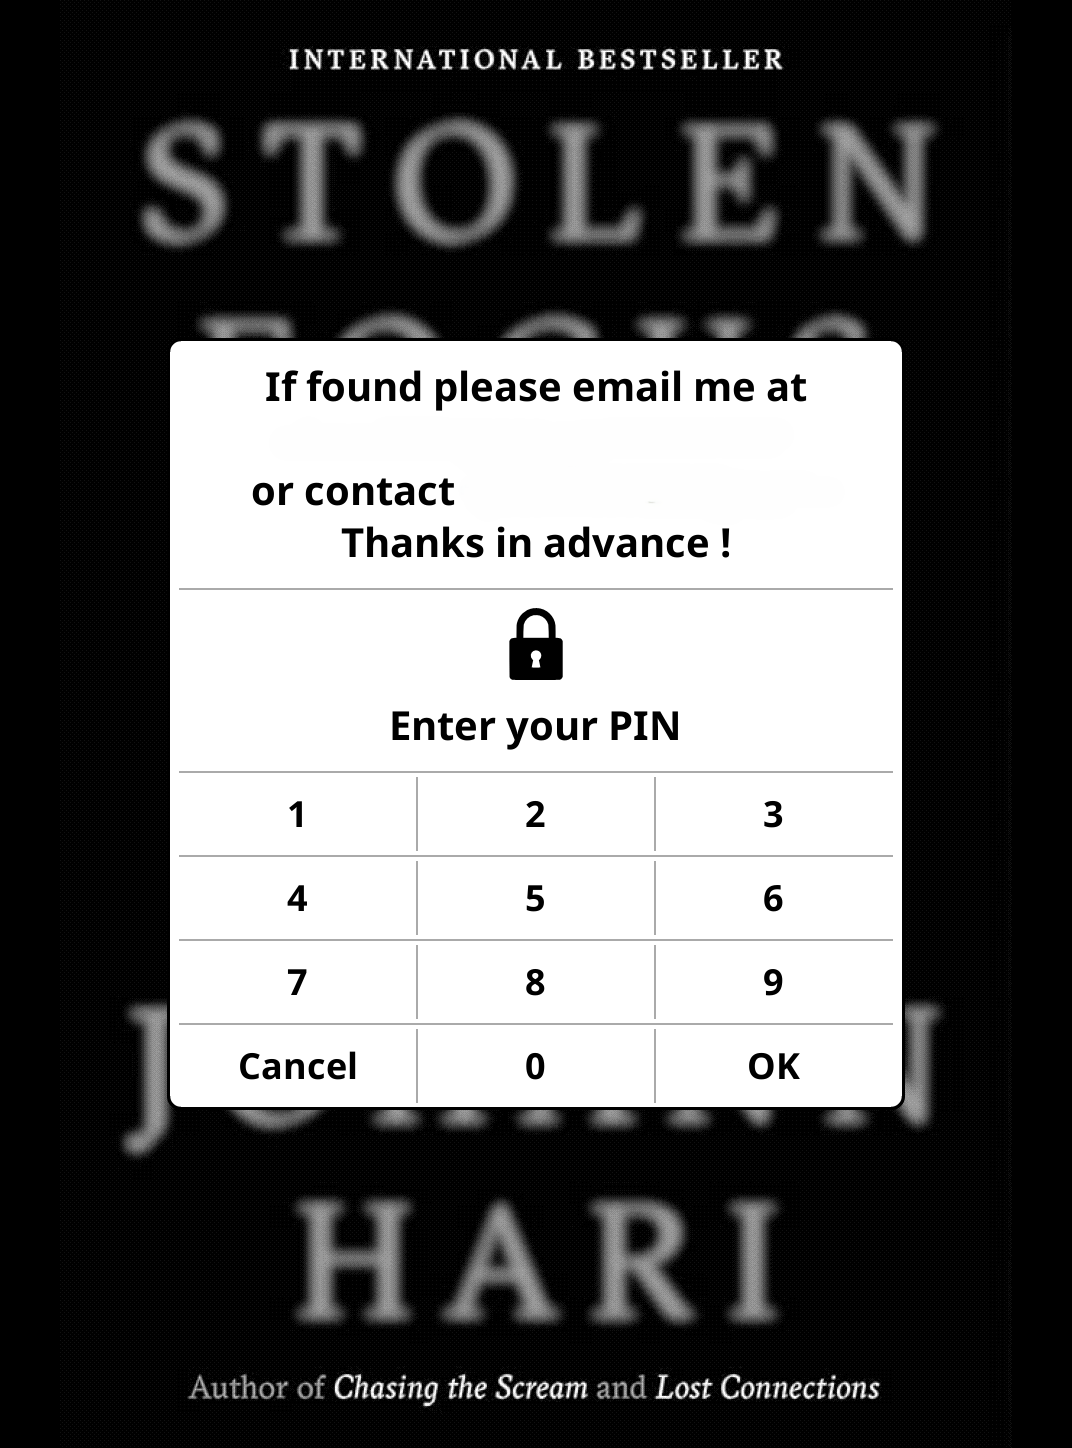 INTERNATIONAL BESTSELLER
STOLEN
FOCUS
If found please email me at
or contact
Thanks in advance !
Enter your PIN
1 2 3
4 5 6
7 8 9
Cancel 0 OK
JOHANN
HARI
Author of Chasing the Scream and Lost Connections